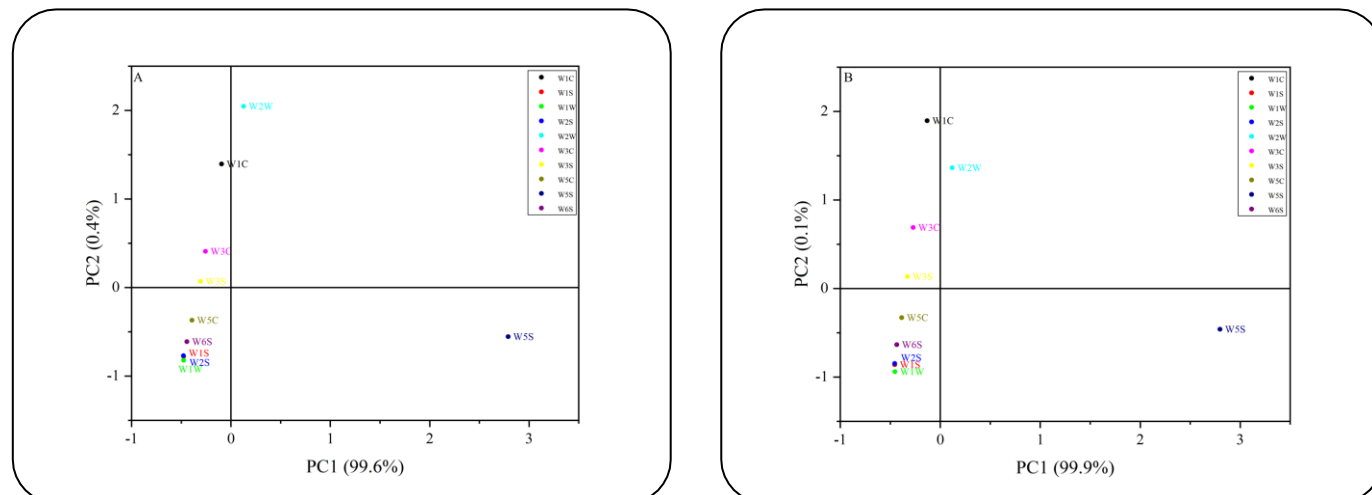 A
W1C
W1S
W1W
W2S
W2W
W3C
W3S
W5C
W5S
W6S
W2W
W1C
W3C
W3S
W5C
W6S
W1S
W2S
W1W
W5S
2
1
0
-1
-1
0
1
2
3
PC2 (0.4%)
PC1 (99.6%)
B
W1C
W1S
W1W
W2S
W2W
W3C
W3S
W5C
W5S
W6S
W1C
W2W
W3C
W3S
W5C
W6S
W2S
W1S
W1W
W5S
2
1
0
-1
-1
0
1
2
3
PC2 (0.1%)
PC1 (99.9%)